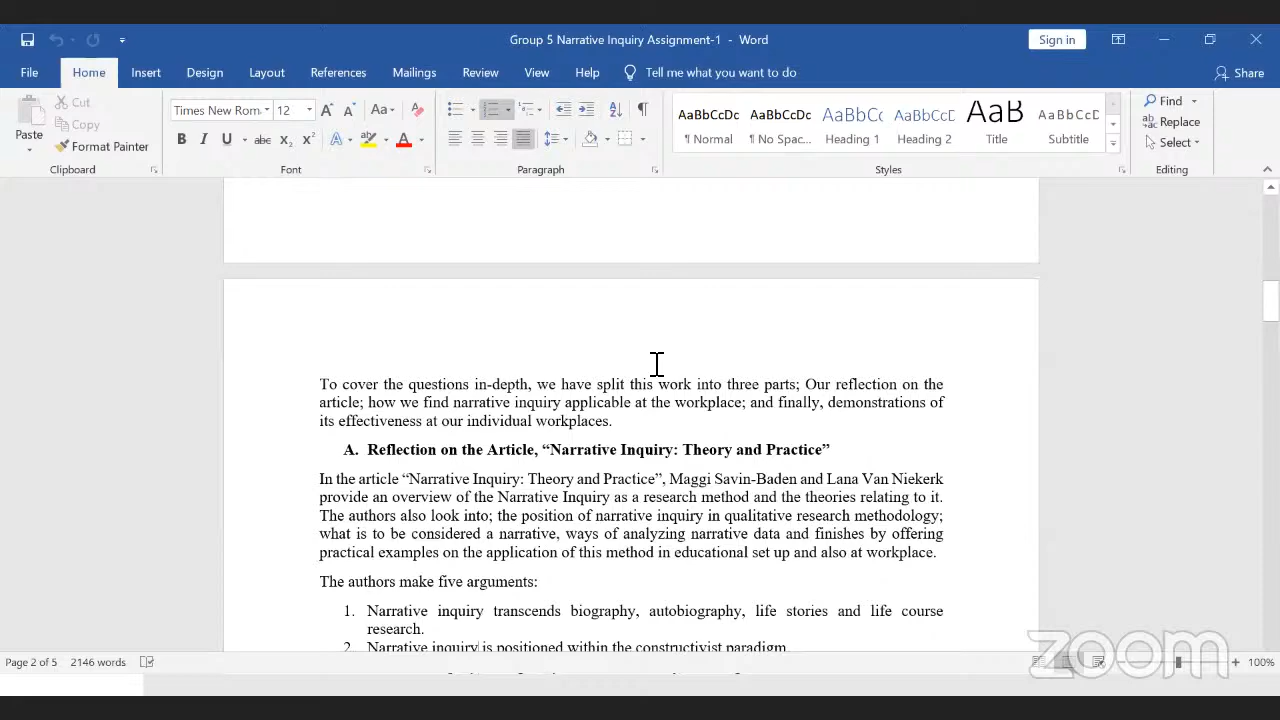 Group 5 Narrative Inquiry Assignment-1 - Word
Sign in
File Home Insert Design Layout References Mailings Review View Help Tell me what you want to do Share
Paste
Cut
Copy
Format Painter
Clipboard
Times New Rom 12
Aa
B I U abc X₂ X²
A
Font
Paragraph
AaBbCcDc AaBbCcDc AaBbCc AaBbCcD AaB AaBbCcD
¶ Normal ¶ No Spac... Heading 1 Heading 2 Title Subtitle
Styles
Find
Replace
Select
Editing
To cover the questions in-depth, we have split this work into three parts; Our reflection on the
article; how we find narrative inquiry applicable at the workplace; and finally, demonstrations of
its effectiveness at our individual workplaces.
A. Reflection on the Article, “Narrative Inquiry: Theory and Practice”
In the article “Narrative Inquiry: Theory and Practice”, Maggi Savin-Baden and Lana Van Niekerk
provide an overview of the Narrative Inquiry as a research method and the theories relating to it.
The authors also look into; the position of narrative inquiry in qualitative research methodology;
what is to be considered a narrative, ways of analyzing narrative data and finishes by offering
practical examples on the application of this method in educational set up and also at workplace.
The authors make five arguments:
1. Narrative inquiry transcends biography, autobiography, life stories and life course
research.
2. Narrative inquiry is positioned within the constructivist paradigm.
zoom
Page 2 of 5 2146 words 100%